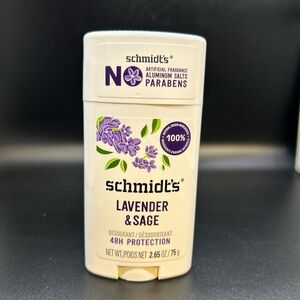 schmidt's®
NO ARTIFICIAL FRAGRANCE
ALUMINUM SALTS
PARABENS
100%
schmidt's®
LAVENDER
& SAGE
DEODORANT / DÉSODORISANT
48H PROTECTION
NET WT/POIDS NET 2.65 OZ / 75 g